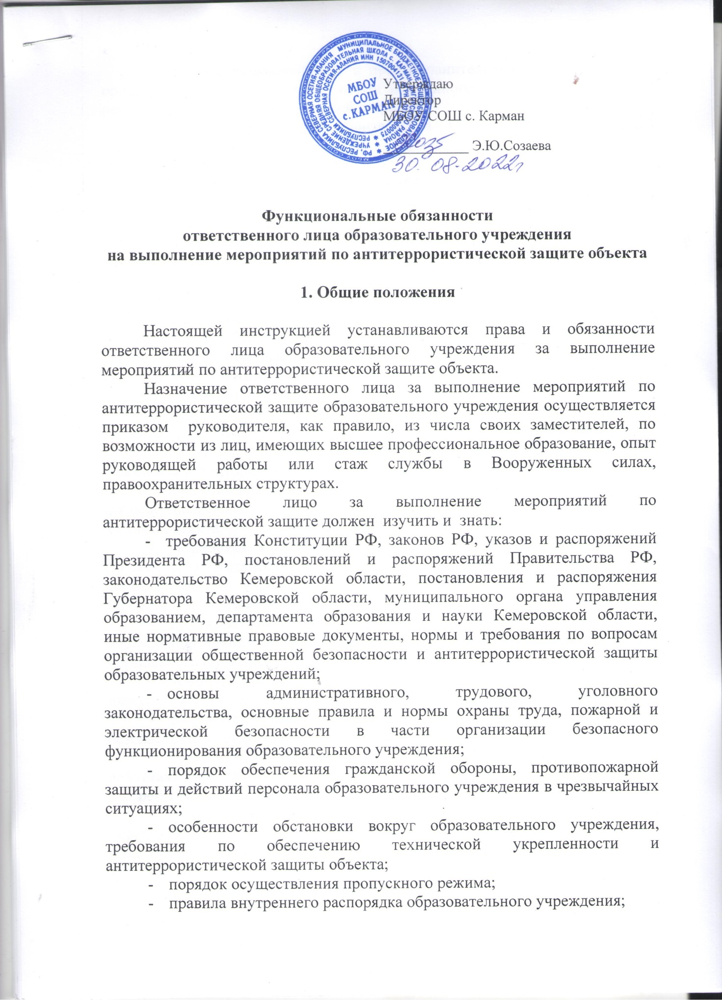 МБОУ
СОШ
с.КАРМАН
Утверждаю
Директор
МБОУ СОШ с. Карман
Э.Ю.Созаева
30. 08.2022г
Функциональные обязанности
ответственного лица образовательного учреждения
на выполнение мероприятий по антитеррористической защите объекта
1. Общие положения
Настоящей инструкцией устанавливаются права и обязанности
ответственного лица образовательного учреждения за выполнение
мероприятий по антитеррористической защите объекта.
Назначение ответственного лица за выполнение мероприятий по
антитеррористической защите образовательного учреждения осуществляется
приказом руководителя, как правило, из числа своих заместителей, по
возможности из лиц, имеющих высшее профессиональное образование, опыт
руководящей работы или стаж службы в Вооруженных силах,
правоохранительных структурах.
Ответственное лицо за выполнение мероприятий по
антитеррористической защите должен изучить и знать:
- требования Конституции РФ, законов РФ, указов и распоряжений
Президента РФ, постановлений и распоряжений Правительства РФ,
законодательство Кемеровской области, постановления и распоряжения
Губернатора Кемеровской области, муниципального органа управления
образованием, департамента образования и науки Кемеровской области,
иные нормативные правовые документы, нормы и требования по вопросам
организации общественной безопасности и антитеррористической защиты
образовательных учреждений;
- основы административного, трудового, уголовного
законодательства, основные правила и нормы охраны труда, пожарной и
электрической безопасности в части организации безопасного
функционирования образовательного учреждения;
- порядок обеспечения гражданской обороны, противопожарной
защиты и действий персонала образовательного учреждения в чрезвычайных
ситуациях;
- особенности обстановки вокруг образовательного учреждения,
требования по обеспечению технической укрепленности и
антитеррористической защиты объекта;
- порядок осуществления пропускного режима;
- правила внутреннего распорядка образовательного учреждения;